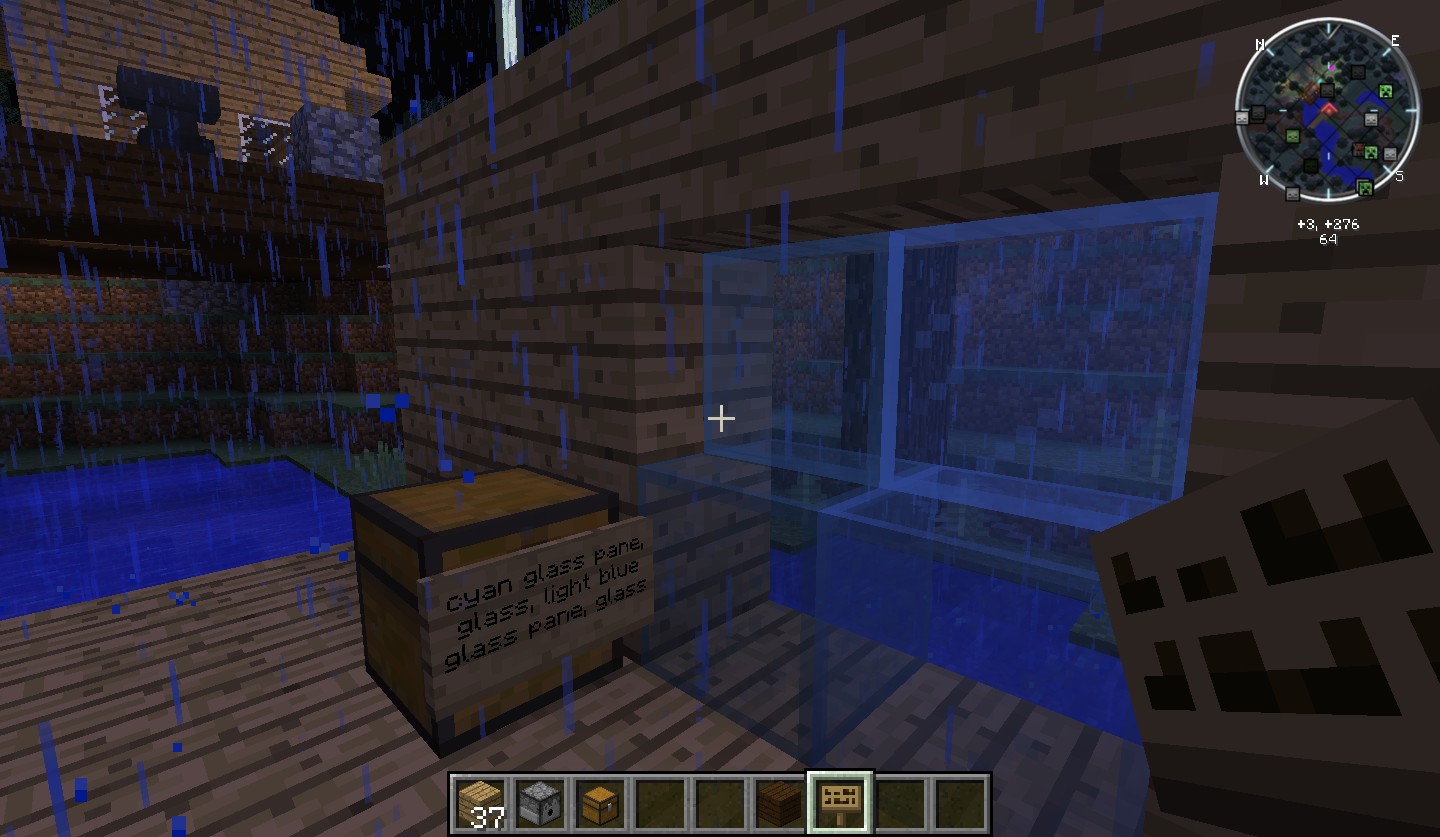 N
E
W
S
+3, +276
64
cyan glass pane,
glass, light blue
glass pane, glass
37